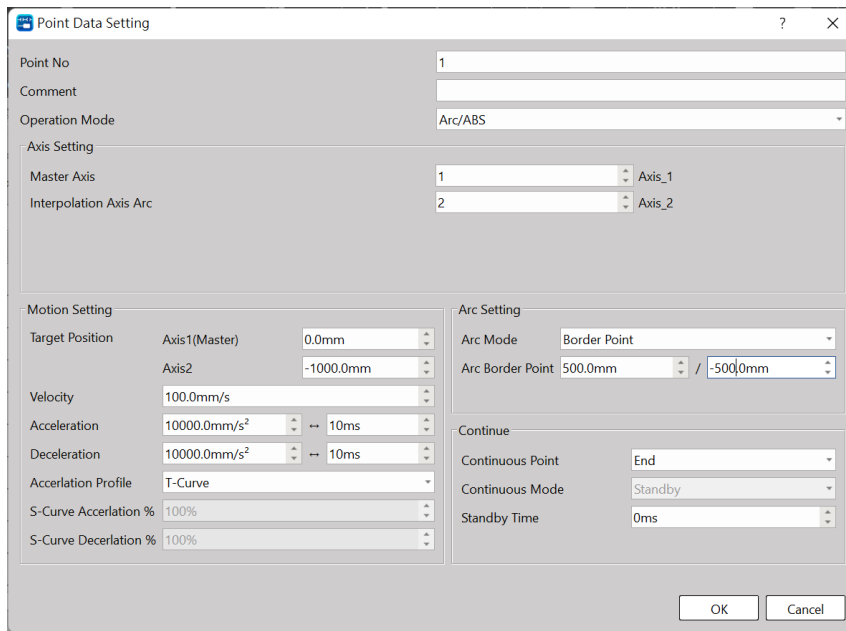 Point Data Setting ? ×
Point No 1
Comment
Operation Mode Arc/ABS
Axis Setting
Master Axis 1 Axis_1
Interpolation Axis Arc 2 Axis_2
Motion Setting
Target Position Axis1(Master) 0.0mm
Axis2 -1000.0mm
Velocity 100.0mm/s
Acceleration 10000.0mm/s² ↔ 10ms
Deceleration 10000.0mm/s² ↔ 10ms
Accerlation Profile T-Curve
S-Curve Accerlation % 100%
S-Curve Decerlation % 100%
Arc Setting
Arc Mode Border Point
Arc Border Point 500.0mm / -500.0mm
Continue
Continuous Point End
Continuous Mode Standby
Standby Time 0ms
OK Cancel